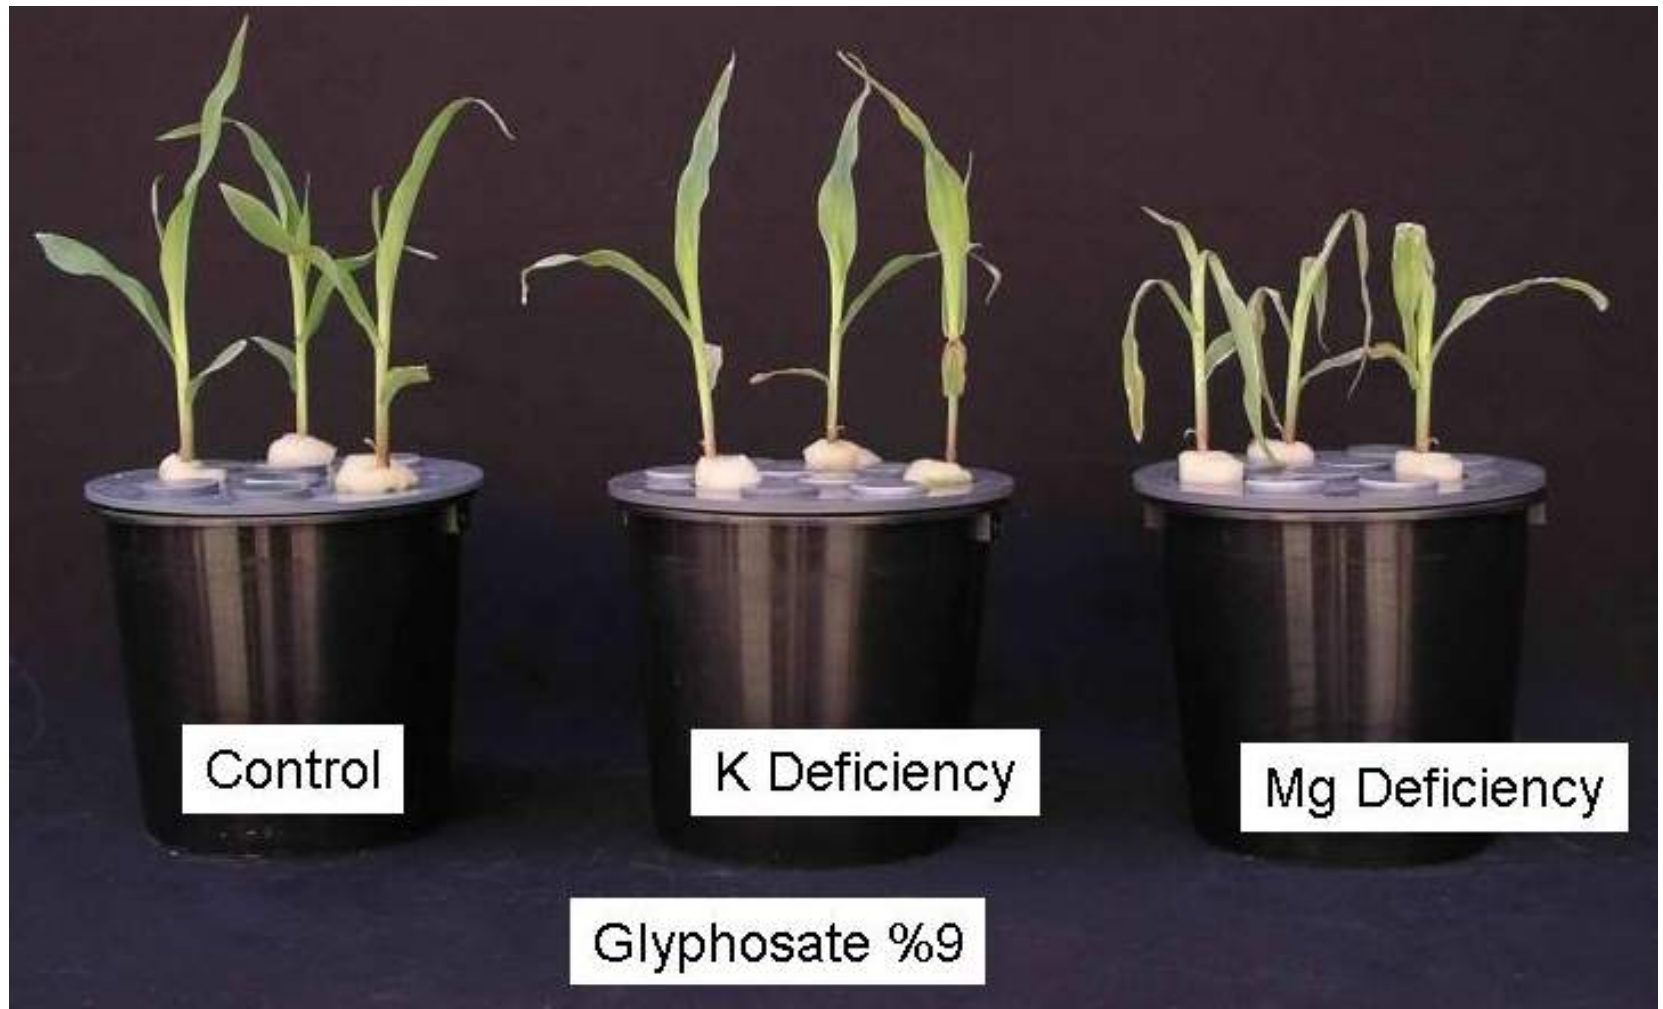 Control
K Deficiency
Mg Deficiency
Glyphosate %9